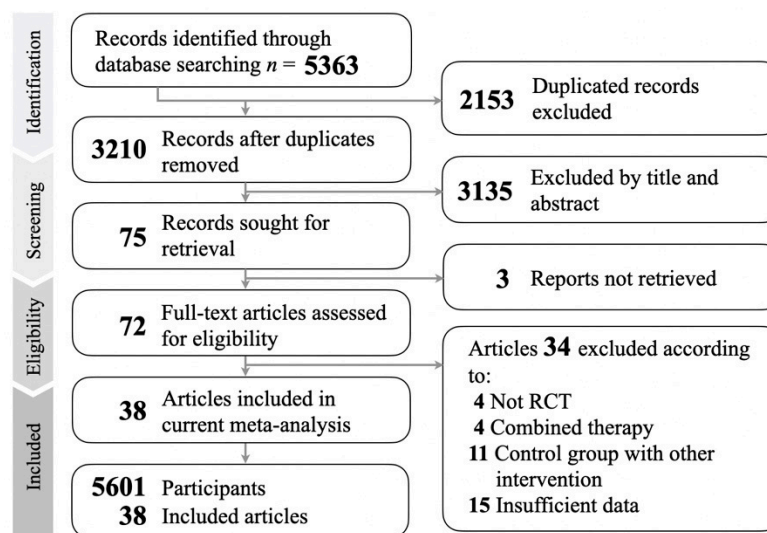 Identification
Records identified through
database searching n = 5363
2153 Duplicated records
excluded
3210 Records after duplicates
removed
Screening
3135 Excluded by title and
abstract
75 Records sought for
retrieval
3 Reports not retrieved
Eligibility
72 Full-text articles assessed
for eligibility
Articles 34 excluded according
to:
4 Not RCT
4 Combined therapy
11 Control group with other
intervention
15 Insufficient data
Included
38 Articles included in
current meta-analysis
5601 Participants
38 Included articles